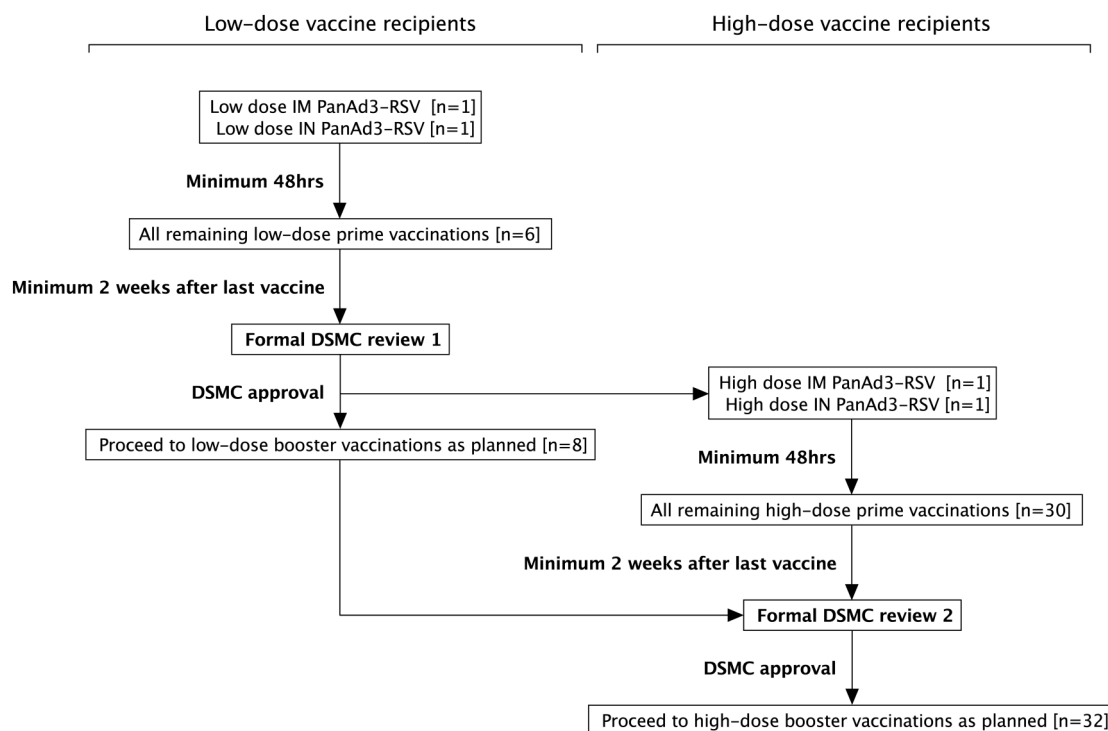 Low-dose vaccine recipients
High-dose vaccine recipients
Low dose IM PanAd3-RSV [n=1]
Low dose IN PanAd3-RSV [n=1]
Minimum 48hrs
All remaining low-dose prime vaccinations [n=6]
Minimum 2 weeks after last vaccine
Formal DSMC review 1
DSMC approval
High dose IM PanAd3-RSV [n=1]
High dose IN PanAd3-RSV [n=1]
Proceed to low-dose booster vaccinations as planned [n=8]
Minimum 48hrs
All remaining high-dose prime vaccinations [n=30]
Minimum 2 weeks after last vaccine
Formal DSMC review 2
DSMC approval
Proceed to high-dose booster vaccinations as planned [n=32]